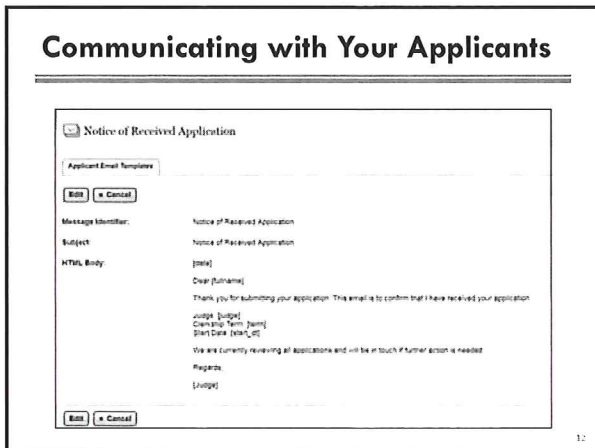 Communicating with Your Applicants
Notice of Received Application
Applicant Email Templates
Edit × Cancel
Message Identifier: Notice of Received Application
Subject: Notice of Received Application
HTML Body: [date]
Dear [fullname]
Thank you for submitting your application. This email is to confirm that I have received your application
Judge: [judge]
Clerkship Term: [term]
Start Date: [start_dt]
We are currently reviewing all applications and will be in touch if further action is needed.
Regards,
[Judge]
Edit × Cancel